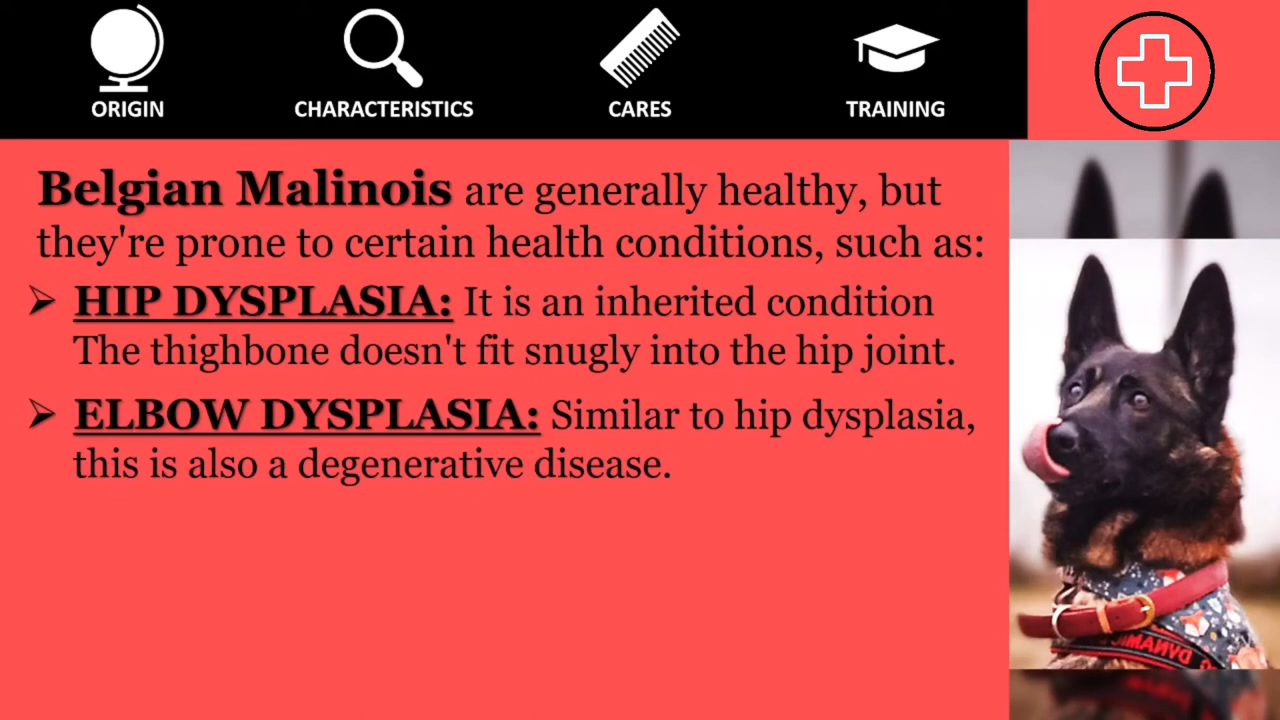 ORIGIN
CHARACTERISTICS
CARES
TRAINING
Belgian Malinois are generally healthy, but
they're prone to certain health conditions, such as:
➢ HIP DYSPLASIA: It is an inherited condition
The thighbone doesn't fit snugly into the hip joint.
➢ ELBOW DYSPLASIA: Similar to hip dysplasia,
this is also a degenerative disease.